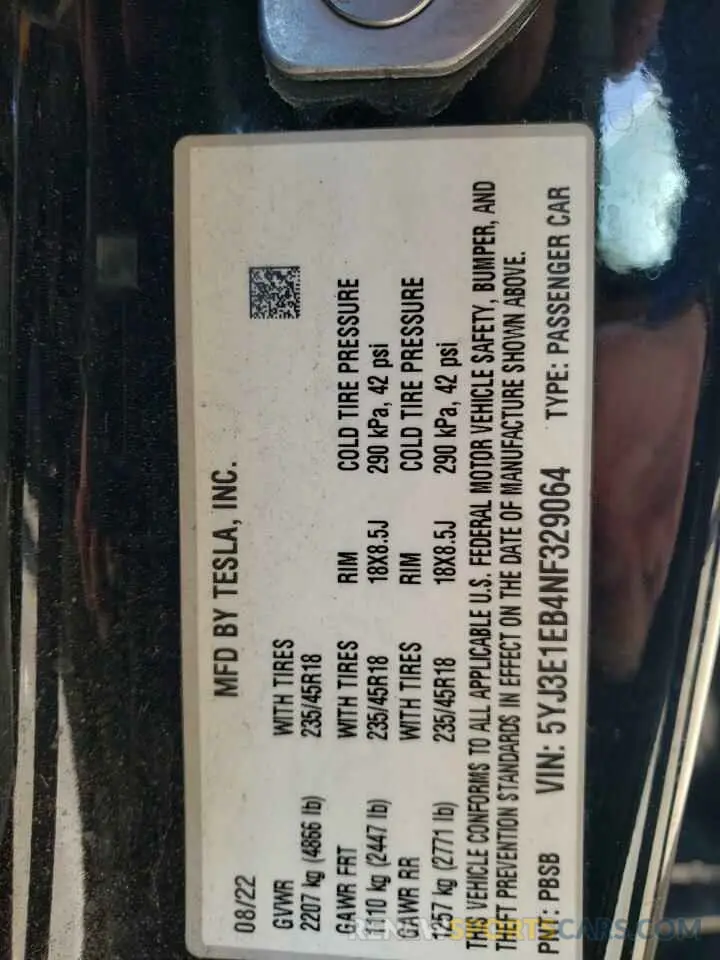 MFD BY TESLA, INC.
08/22
GVWR WITH TIRES
2207 kg (4866 lb) 235/45R18
GAWR FRT WITH TIRES RIM COLD TIRE PRESSURE
1110 kg (2447 lb) 235/45R18 18X8.5J 290 kPa, 42 psi
GAWR RR WITH TIRES RIM COLD TIRE PRESSURE
1257 kg (2771 lb) 235/45R18 18X8.5J 290 kPa, 42 psi
THIS VEHICLE CONFORMS TO ALL APPLICABLE U.S. FEDERAL MOTOR VEHICLE SAFETY, BUMPER, AND
THEFT PREVENTION STANDARDS IN EFFECT ON THE DATE OF MANUFACTURE SHOWN ABOVE.
PNT: PBSB VIN: 5YJ3E1EB4NF329064 TYPE: PASSENGER CAR